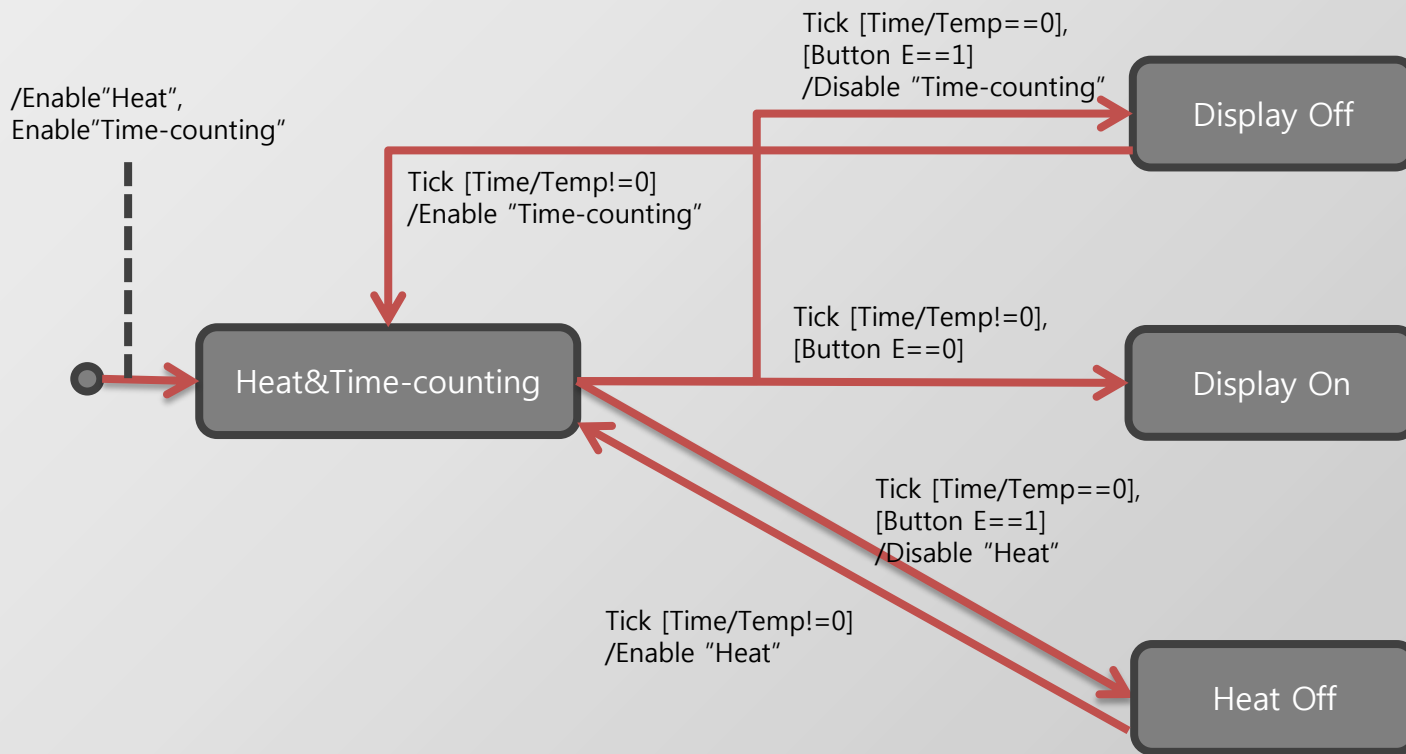 Tick [Time/Temp==0],
[Button E==1]
/Disable "Time-counting"
/Enable"Heat",
Enable"Time-counting"
Display Off
Tick [Time/Temp!=0]
/Enable "Time-counting"
Tick [Time/Temp!=0],
[Button E==0]
Heat&Time-counting
Display On
Tick [Time/Temp==0],
[Button E==1]
/Disable "Heat"
Tick [Time/Temp!=0]
/Enable "Heat"
Heat Off